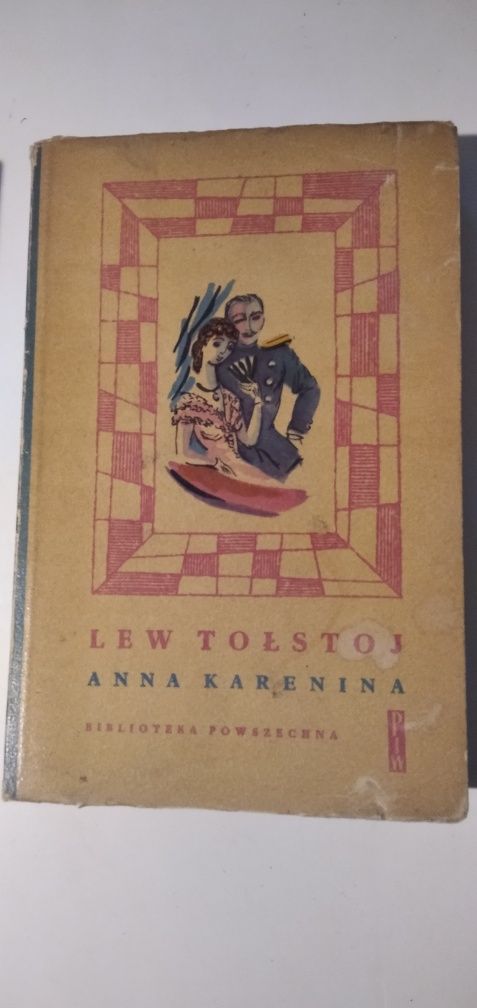 LEW TOŁSTOJ
ANNA KARENINA
BIBLIOTEKA POWSZECHNA
PIW